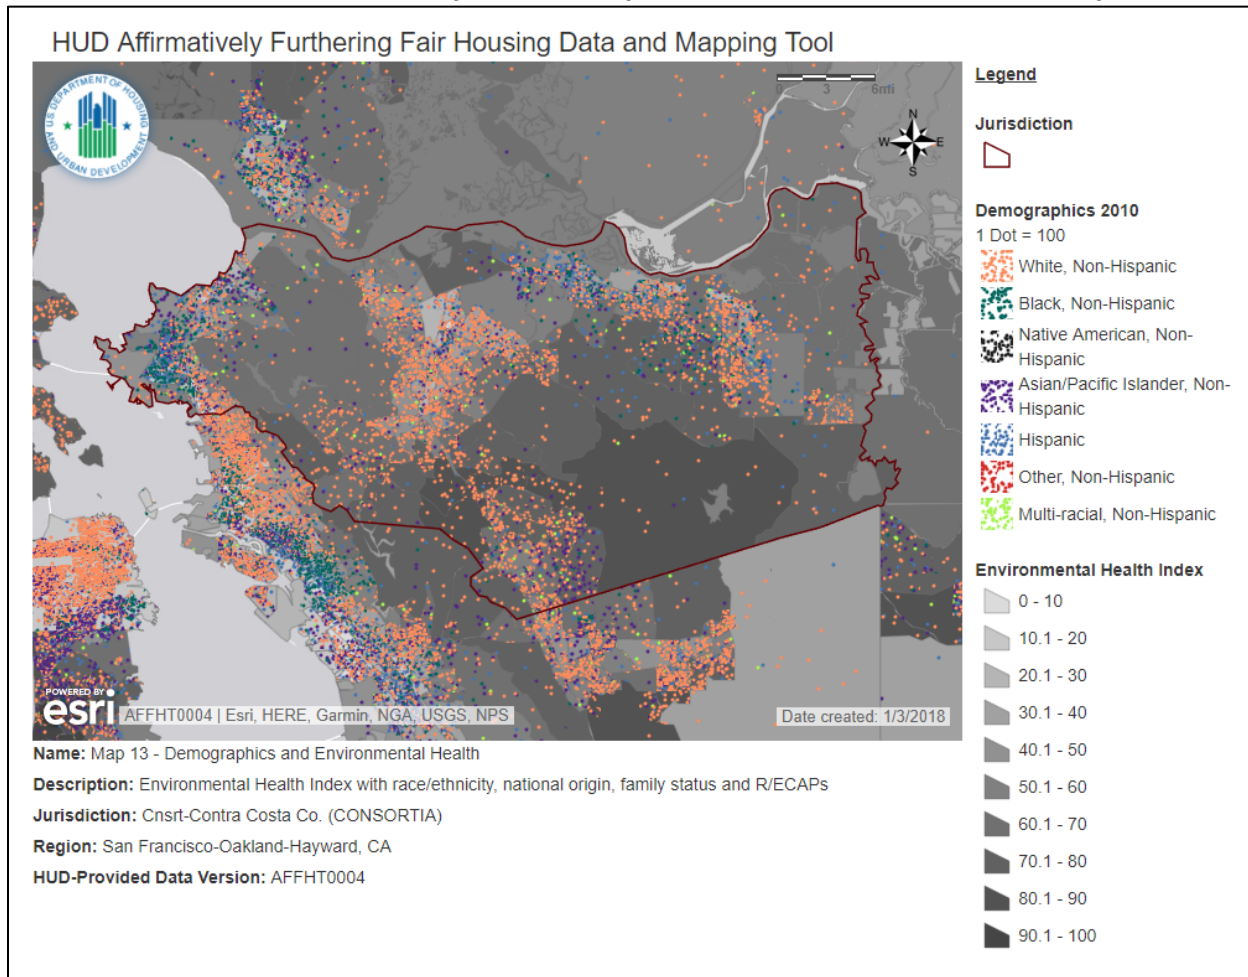 HUD Affirmatively Furthering Fair Housing Data and Mapping Tool
U.S. DEPARTMENT OF HOUSING
AND URBAN DEVELOPMENT
0 3 6mi
N
W E
S
POWERED BY
esri
AFFHT0004 | Esri, HERE, Garmin, NGA, USGS, NPS
Date created: 1/3/2018
Name: Map 13 - Demographics and Environmental Health
Description: Environmental Health Index with race/ethnicity, national origin, family status and R/ECAPs
Jurisdiction: Cnsrt-Contra Costa Co. (CONSORTIA)
Region: San Francisco-Oakland-Hayward, CA
HUD-Provided Data Version: AFFHT0004
Legend
Jurisdiction
Demographics 2010
1 Dot = 100
White, Non-Hispanic
Black, Non-Hispanic
Native American, Non-
Hispanic
Asian/Pacific Islander, Non-
Hispanic
Hispanic
Other, Non-Hispanic
Multi-racial, Non-Hispanic
Environmental Health Index
0 - 10
10.1 - 20
20.1 - 30
30.1 - 40
40.1 - 50
50.1 - 60
60.1 - 70
70.1 - 80
80.1 - 90
90.1 - 100